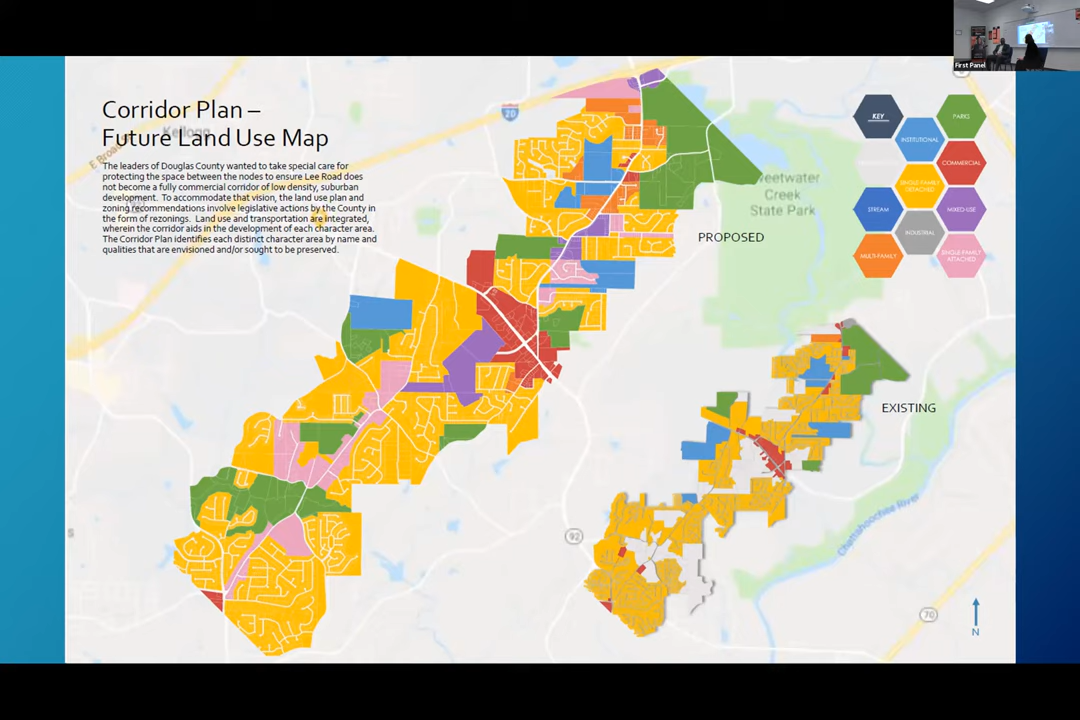 First Panel
Corridor Plan –
Future Land Use Map
The leaders of Douglas County wanted to take special care for
protecting the space between the nodes to ensure Lee Road does
not become a fully commercial corridor of low density, suburban
development. To accommodate that vision, the land use plan and
zoning recommendations involve legislative actions by the County in
the form of rezonings. Land use and transportation are integrated,
wherein the corridor aids in the development of each character area.
The Corridor Plan identifies each distinct character area by name and
qualities that are envisioned and/or sought to be preserved.
Kellogg
E Broad
20
weetwater
Creek
State Park
PROPOSED
KEY
PARKS
INSTITUTIONAL
COMMERCIAL
SINGLE-FAMILY
DETACHED
STREAM
MIXED-USE
INDUSTRIAL
MULTI-FAMILY
SINGLE-FAMILY
ATTACHED
EXISTING
Chattahoochee River
92
70
N